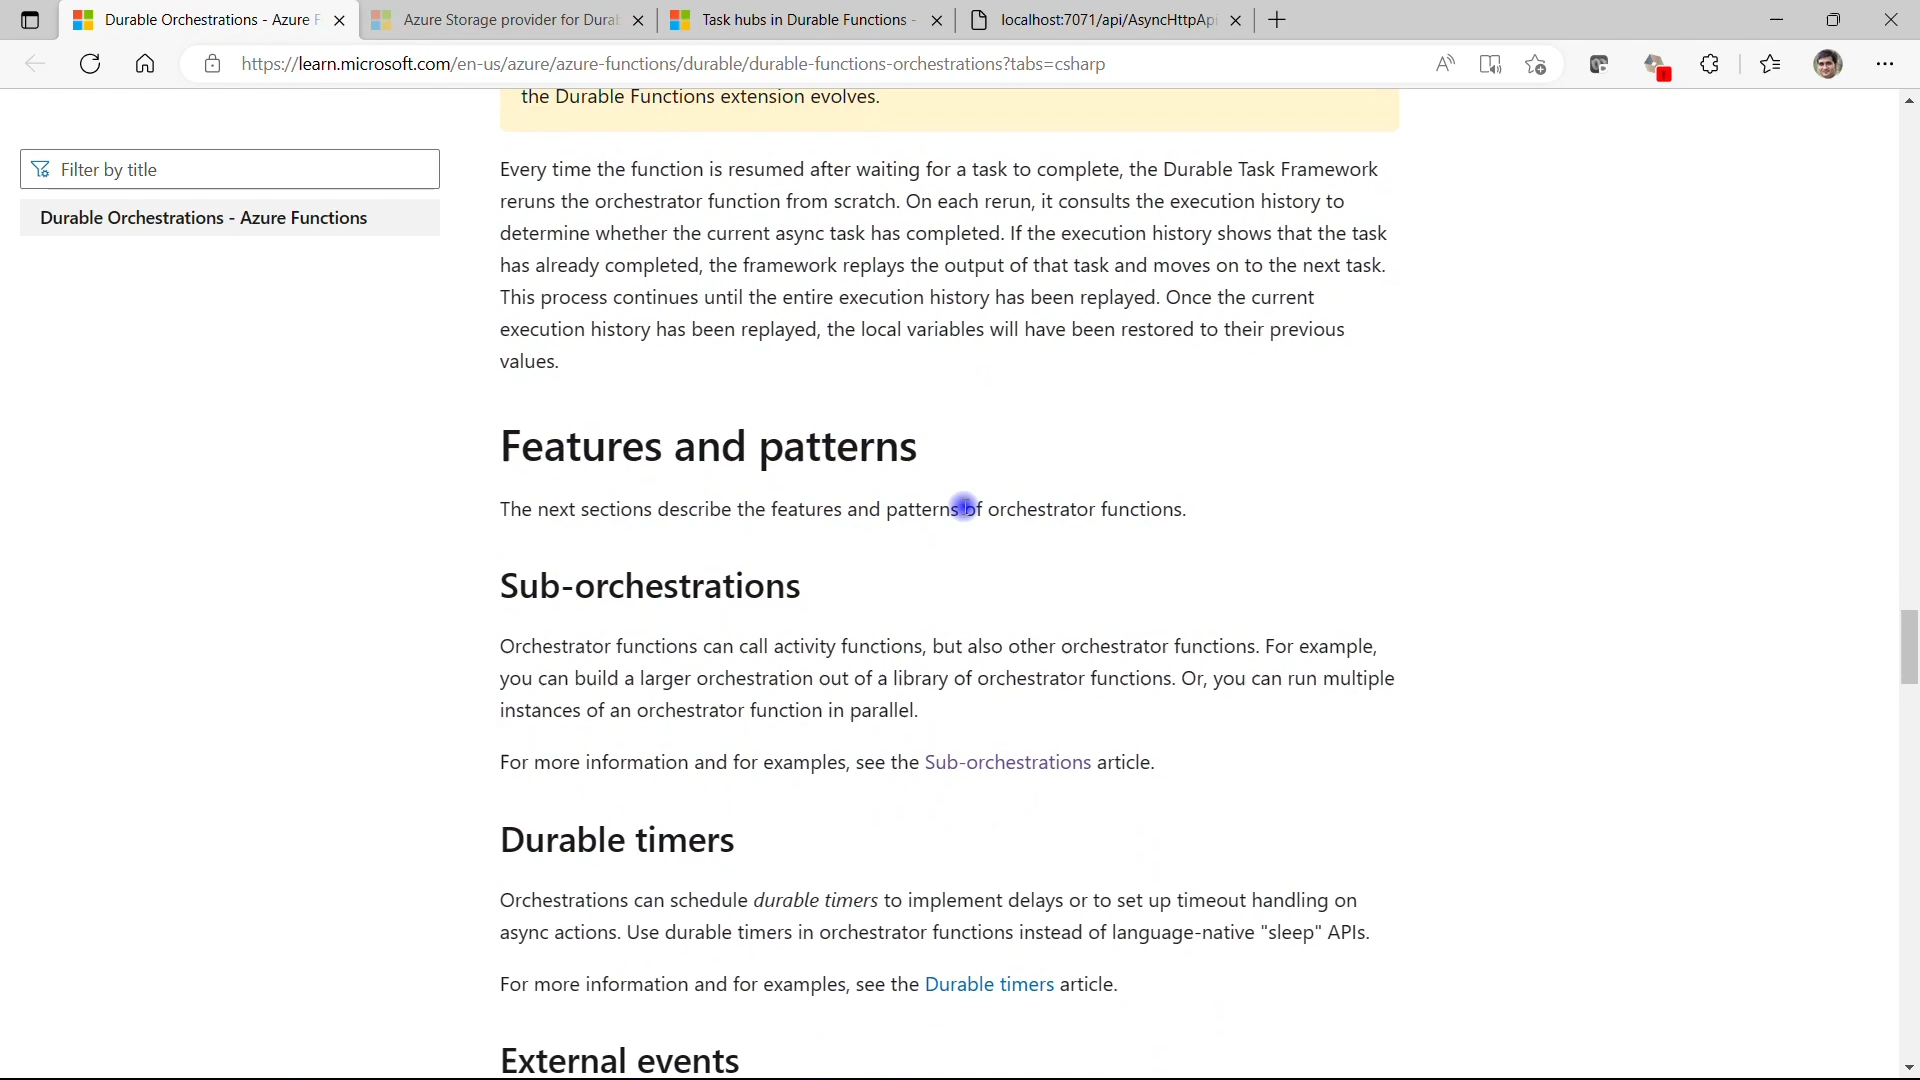 Durable Orchestrations - Azure F
Azure Storage provider for Dural
Task hubs in Durable Functions -
localhost:7071/api/AsyncHttpAp
https://learn.microsoft.com/en-us/azure/azure-functions/durable/durable-functions-orchestrations?tabs=csharp
the Durable Functions extension evolves.
Filter by title
Durable Orchestrations - Azure Functions
Every time the function is resumed after waiting for a task to complete, the Durable Task Framework
reruns the orchestrator function from scratch. On each rerun, it consults the execution history to
determine whether the current async task has completed. If the execution history shows that the task
has already completed, the framework replays the output of that task and moves on to the next task.
This process continues until the entire execution history has been replayed. Once the current
execution history has been replayed, the local variables will have been restored to their previous
values.
Features and patterns
The next sections describe the features and patterns of orchestrator functions.
Sub-orchestrations
Orchestrator functions can call activity functions, but also other orchestrator functions. For example,
you can build a larger orchestration out of a library of orchestrator functions. Or, you can run multiple
instances of an orchestrator function in parallel.
For more information and for examples, see the Sub-orchestrations article.
Durable timers
Orchestrations can schedule durable timers to implement delays or to set up timeout handling on
async actions. Use durable timers in orchestrator functions instead of language-native "sleep" APIs.
For more information and for examples, see the Durable timers article.
External events